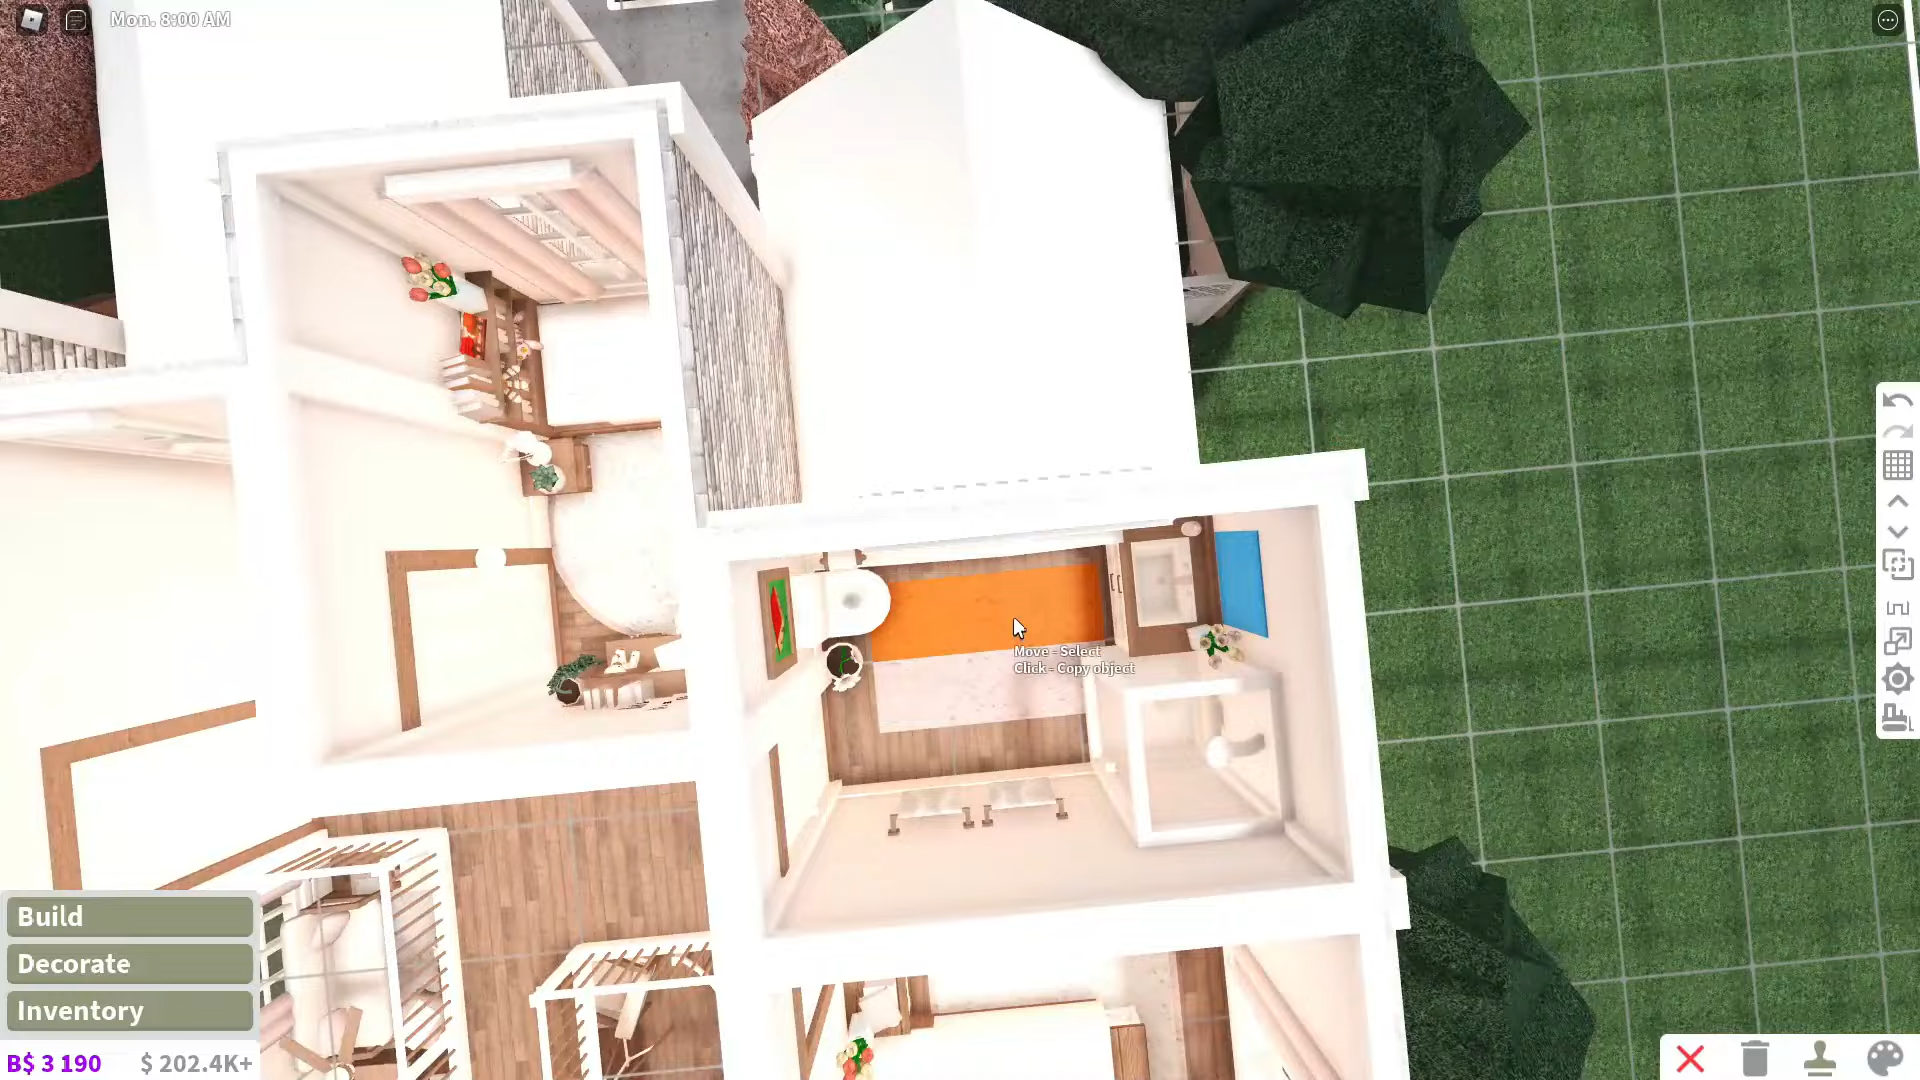 Mon. 8:00 AM
Move - Select
Click - Copy object
Build
Decorate
Inventory
B$ 3 190
$ 202.4K+